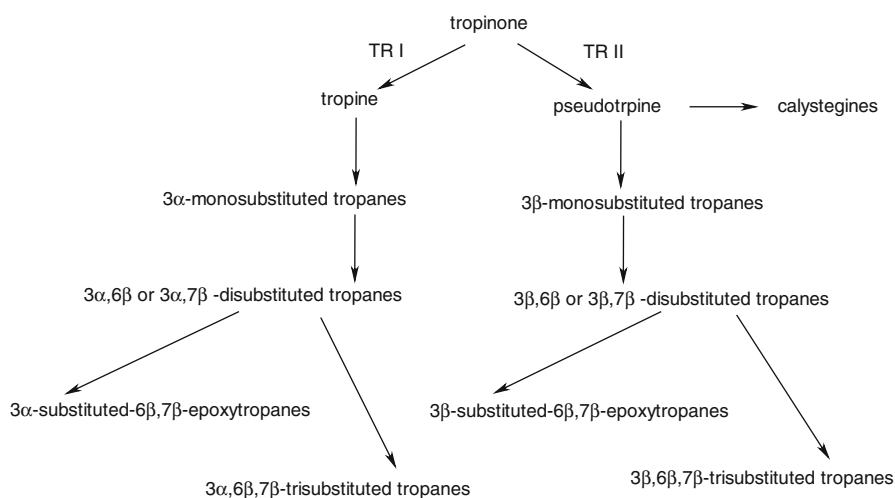 tropinone
TR I
TR II
tropine
pseudotrpine
calystegines
3α-monosubstituted tropanes
3β-monosubstituted tropanes
3α,6β or 3α,7β -disubstituted tropanes
3β,6β or 3β,7β -disubstituted tropanes
3α-substituted-6β,7β-epoxytropanes
3β-substituted-6β,7β-epoxytropanes
3α,6β,7β-trisubstituted tropanes
3β,6β,7β-trisubstituted tropanes